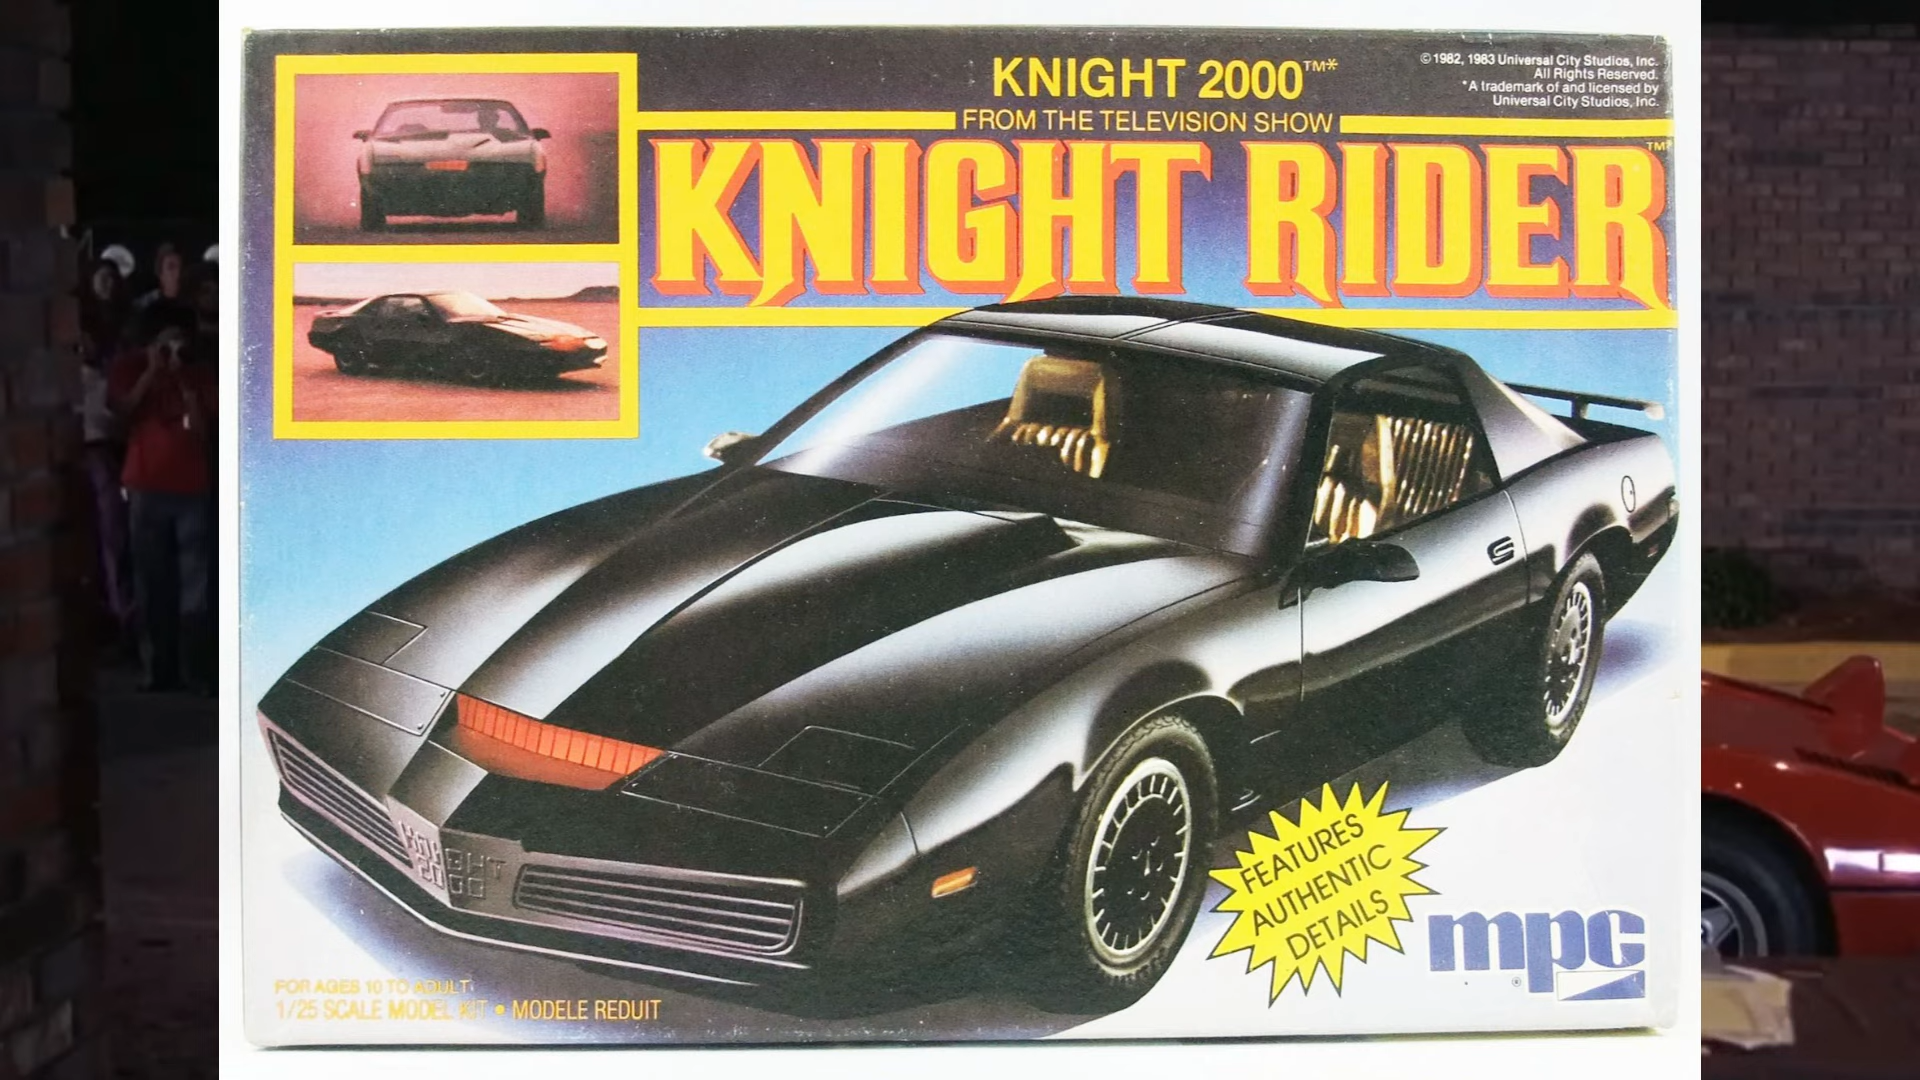 KNIGHT 2000™*
FROM THE TELEVISION SHOW
KNIGHT RIDER™
©1982, 1983 Universal City Studios, Inc.
All Rights Reserved.
*A trademark of and licensed by
Universal City Studios, Inc.
KNIGHT
2000
FEATURES
AUTHENTIC
DETAILS
mpc®
FOR AGES 10 TO ADULT
1/25 SCALE MODEL KIT • MODELE REDUIT